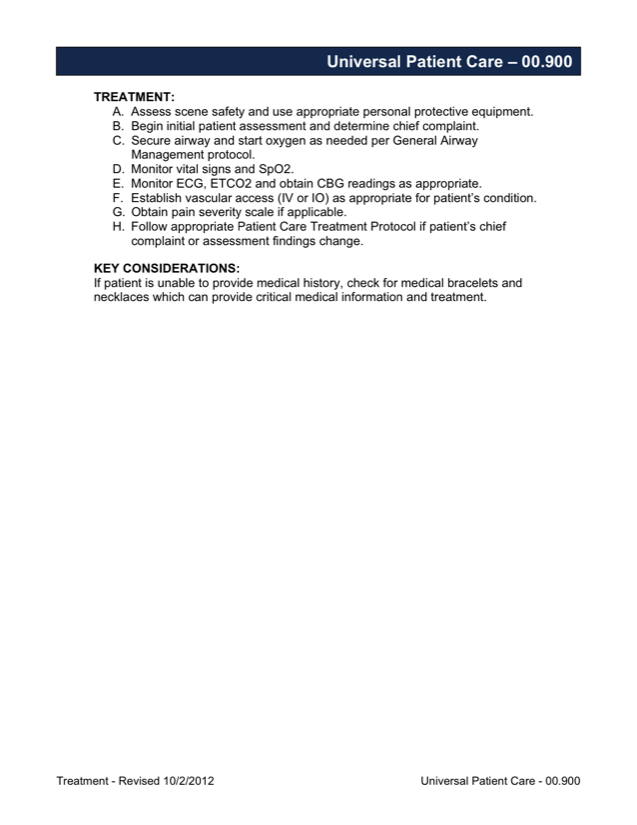 Universal Patient Care – 00.900
TREATMENT:
A. Assess scene safety and use appropriate personal protective equipment.
B. Begin initial patient assessment and determine chief complaint.
C. Secure airway and start oxygen as needed per General Airway
Management protocol.
D. Monitor vital signs and SpO2.
E. Monitor ECG, ETCO2 and obtain CBG readings as appropriate.
F. Establish vascular access (IV or IO) as appropriate for patient’s condition.
G. Obtain pain severity scale if applicable.
H. Follow appropriate Patient Care Treatment Protocol if patient’s chief
complaint or assessment findings change.
KEY CONSIDERATIONS:
If patient is unable to provide medical history, check for medical bracelets and
necklaces which can provide critical medical information and treatment.
Treatment - Revised 10/2/2012
Universal Patient Care - 00.900